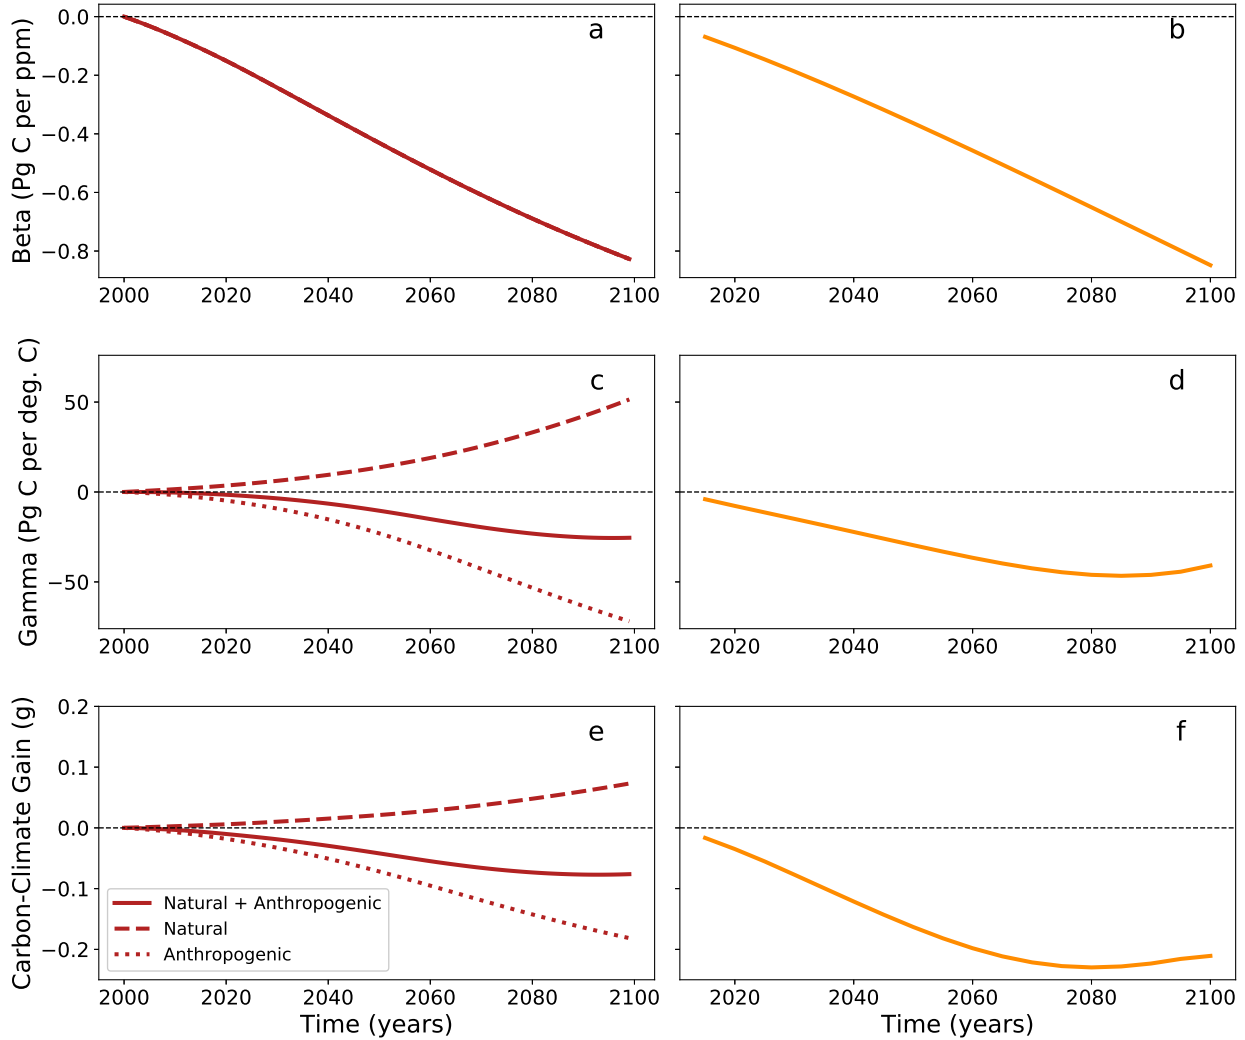 Beta (Pg C per ppm)
0.0
−0.2
−0.4
−0.6
−0.8
a
2000 2020 2040 2060 2080 2100
b
2020 2040 2060 2080 2100
Gamma (Pg C per deg. C)
50
0
−50
c
2000 2020 2040 2060 2080 2100
d
2020 2040 2060 2080 2100
Carbon-Climate Gain (g)
0.2
0.1
0.0
−0.1
−0.2
e
Natural + Anthropogenic
Natural
Anthropogenic
2000 2020 2040 2060 2080 2100
Time (years)
f
2020 2040 2060 2080 2100
Time (years)